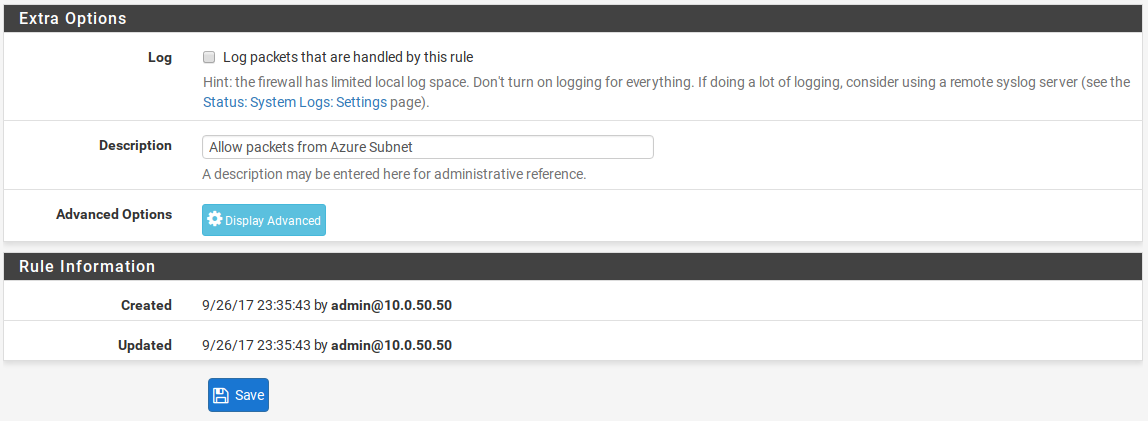 Extra Options
Log
Log packets that are handled by this rule
Hint: the firewall has limited local log space. Don't turn on logging for everything. If doing a lot of logging, consider using a remote syslog server (see the
Status: System Logs: Settings page).
Description
Allow packets from Azure Subnet
A description may be entered here for administrative reference.
Advanced Options
Display Advanced
Rule Information
Created
9/26/17 23:35:43 by admin@10.0.50.50
Updated
9/26/17 23:35:43 by admin@10.0.50.50
Save